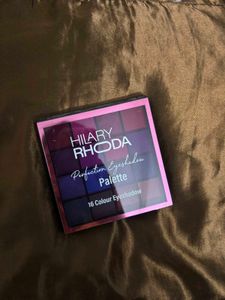 HILARY
RHODA
Perfection Eyeshadow
Palette
16 Colour Eyeshadow